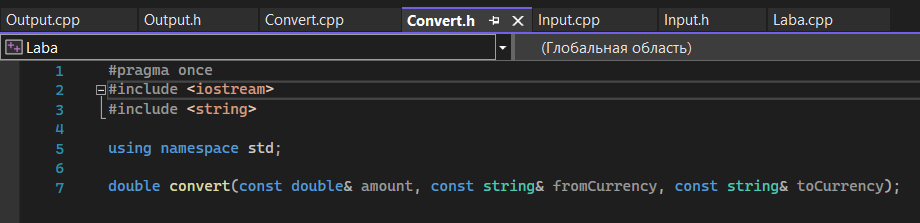 Output.cpp Output.h Convert.cpp Convert.h Input.cpp Input.h Laba.cpp
Laba (Глобальная область)
1 #pragma once
2 #include <iostream>
3 #include <string>
4
5 using namespace std;
6
7 double convert(const double& amount, const string& fromCurrency, const string& toCurrency);